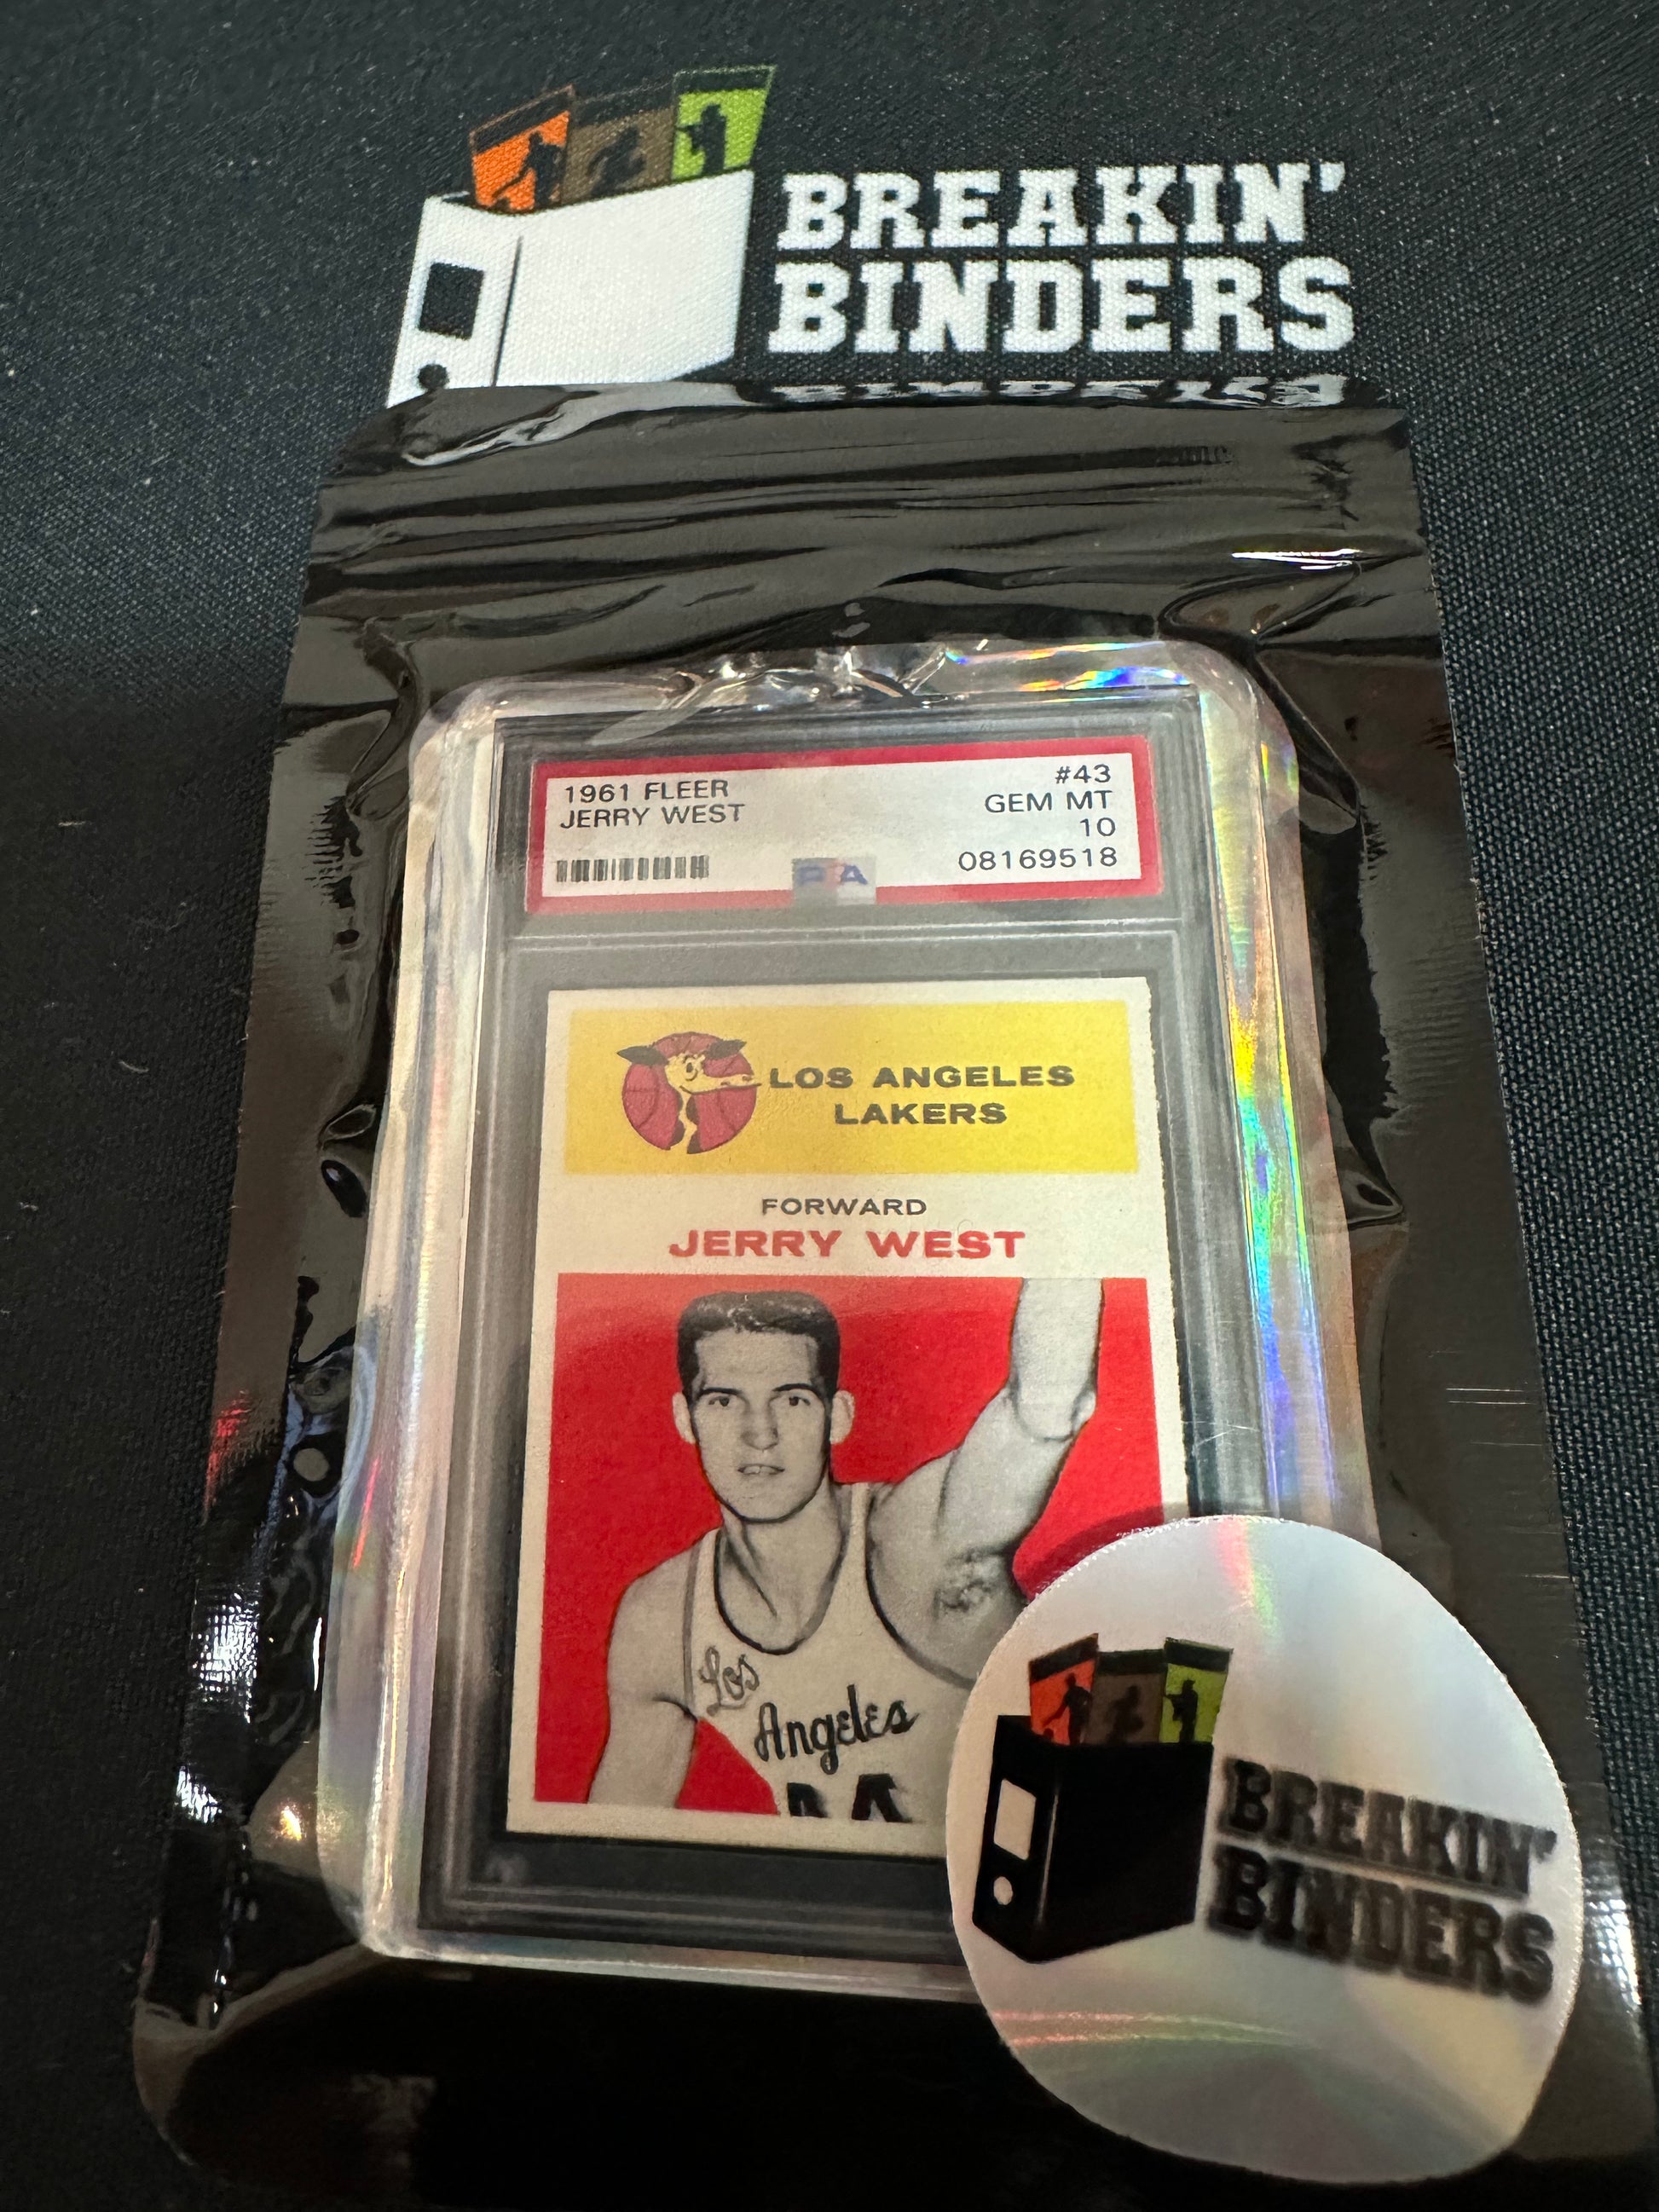 BREAKIN'
BINDERS
1961 FLEER #43
JERRY WEST GEM MT
10
PSA 08169518
LOS ANGELES
LAKERS
FORWARD
JERRY WEST
Los
Angeles
BREAKIN'
BINDERS